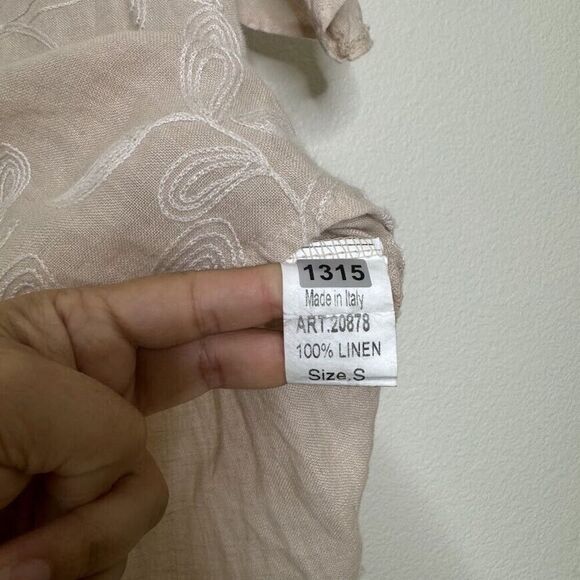 1315
Made in Italy
ART.20878
100% LINEN
Size.S